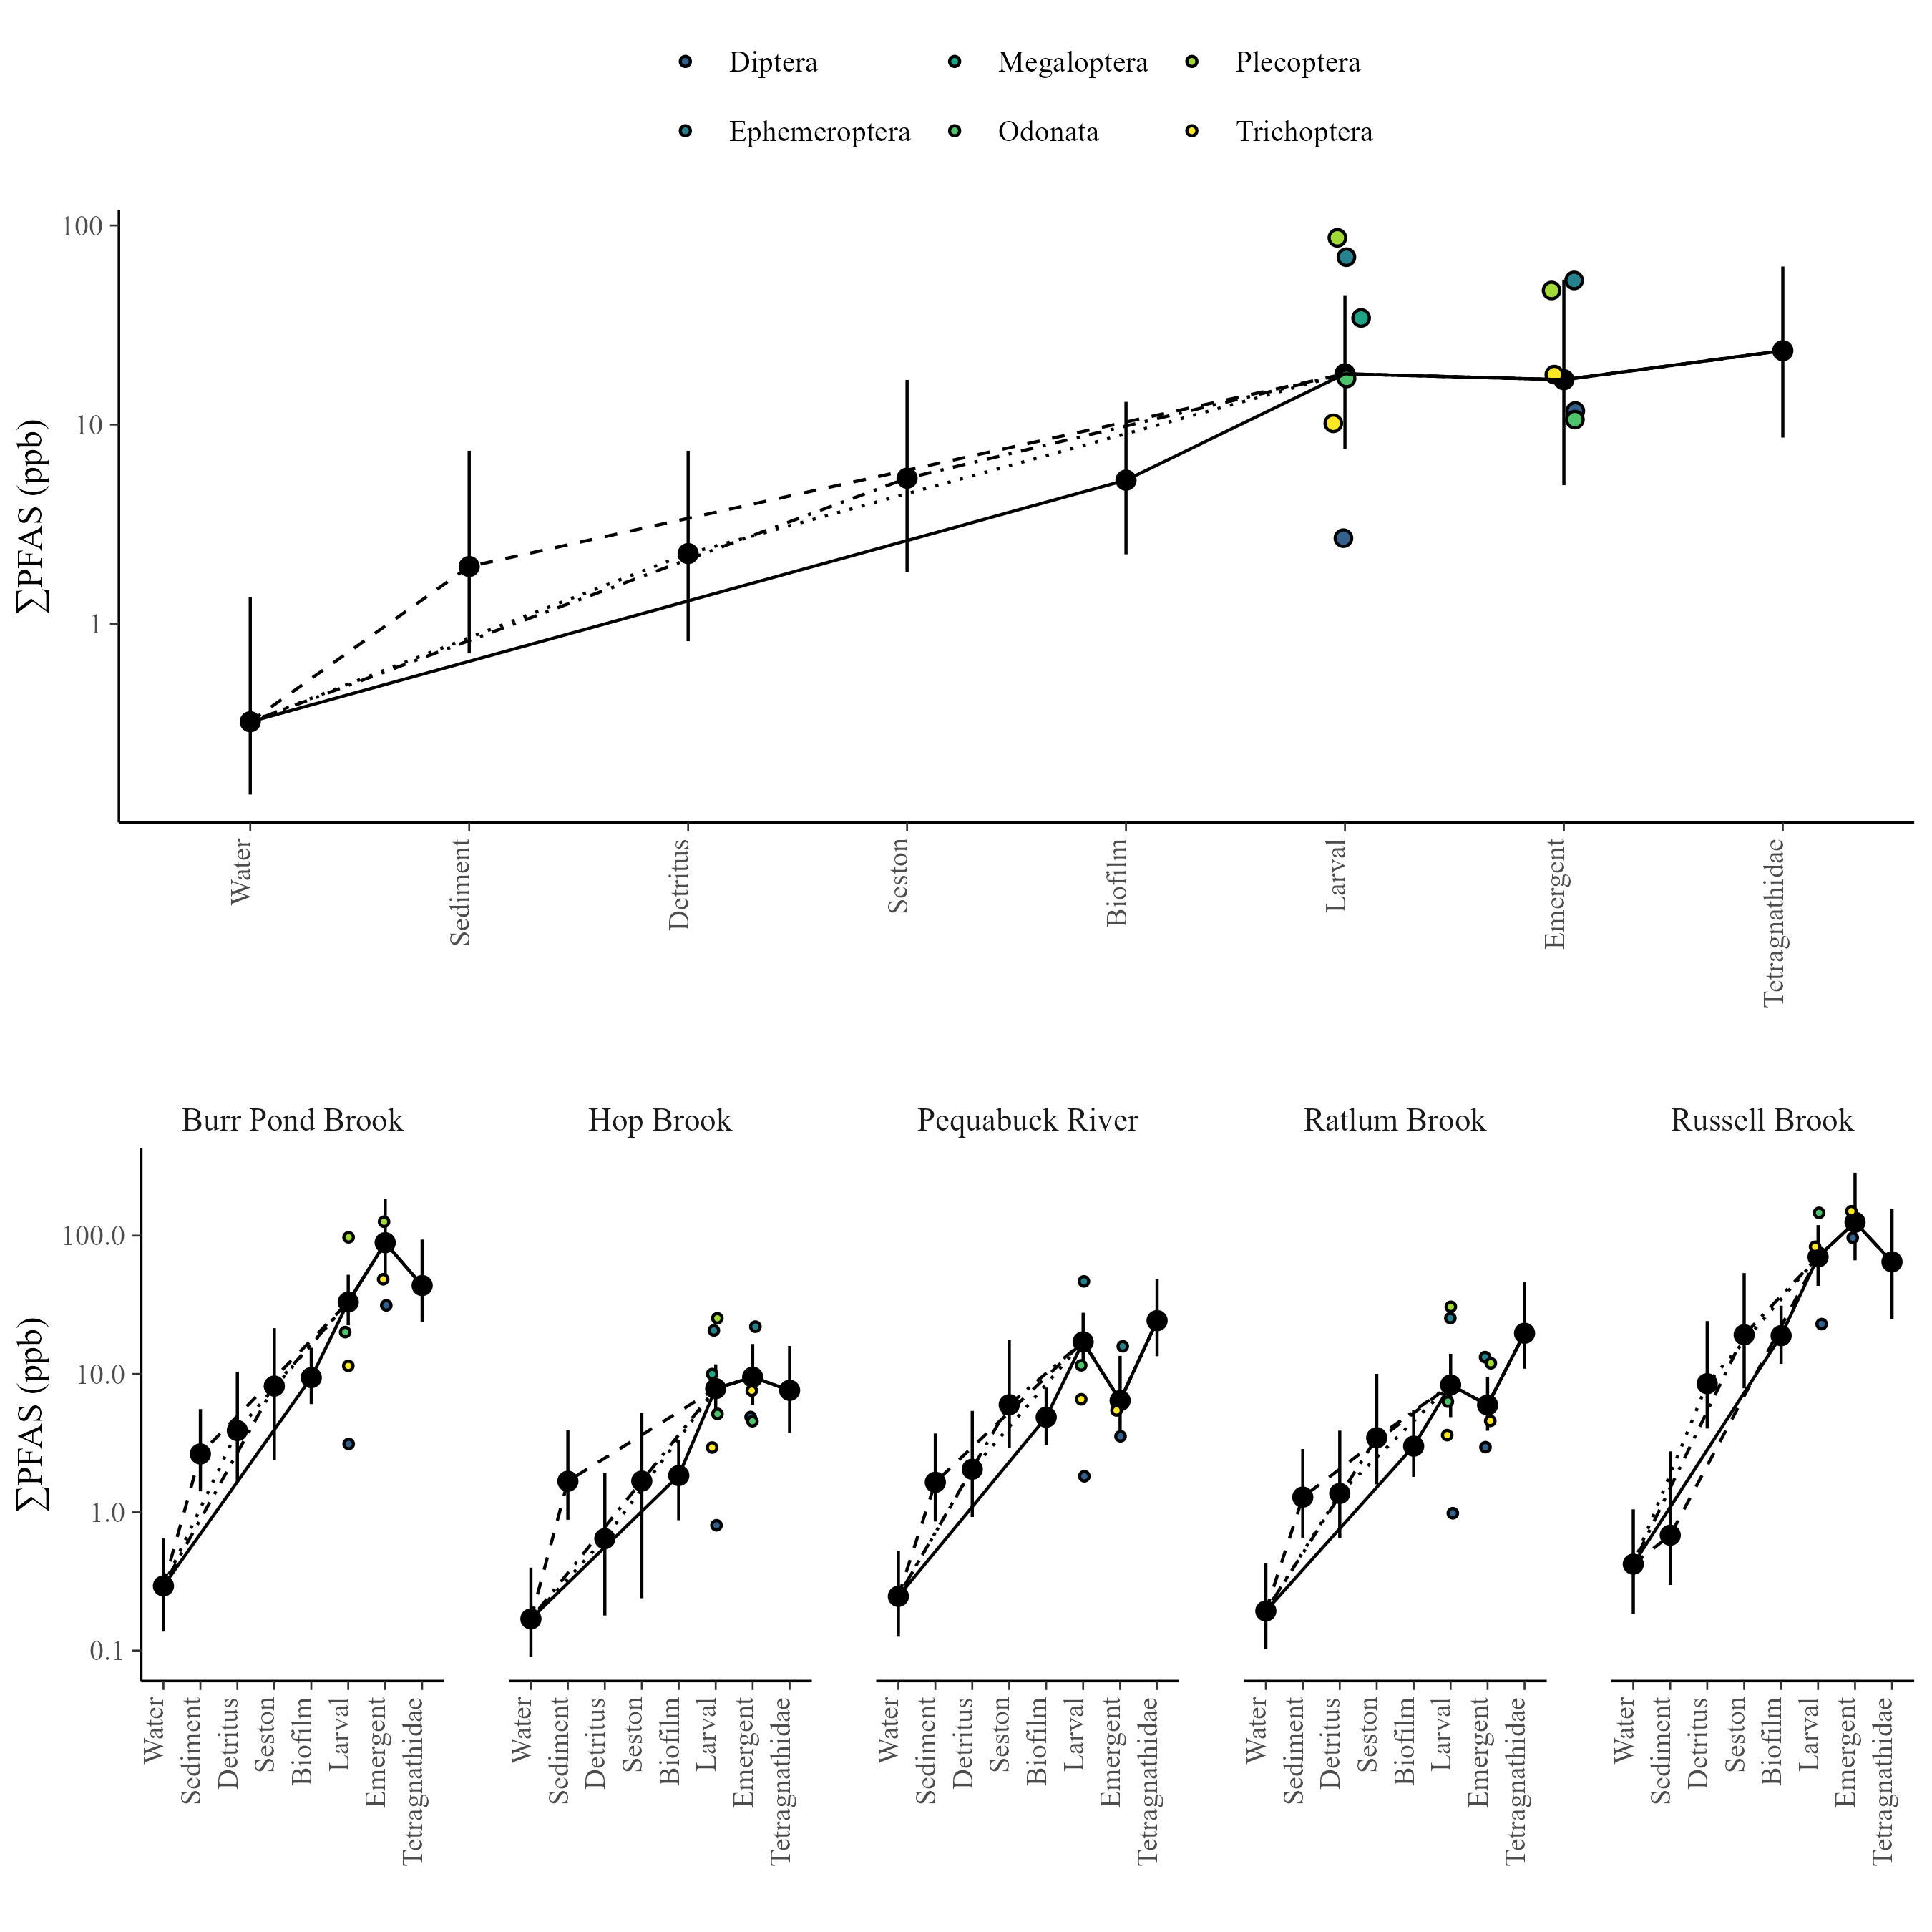 Diptera Megaloptera Plecoptera
Ephemeroptera Odonata Trichoptera
∑PFAS (ppb)
100
10
1
Water
Sediment
Detritus
Seston
Biofilm
Larval
Emergent
Tetragnathidae
Burr Pond Brook Hop Brook Pequabuck River Ratlum Brook Russell Brook
∑PFAS (ppb)
100.0
10.0
1.0
0.1
Water
Sediment
Detritus
Seston
Biofilm
Larval
Emergent
Tetragnathidae
Water
Sediment
Detritus
Seston
Biofilm
Larval
Emergent
Tetragnathidae
Water
Sediment
Detritus
Seston
Biofilm
Larval
Emergent
Tetragnathidae
Water
Sediment
Detritus
Seston
Biofilm
Larval
Emergent
Tetragnathidae
Water
Sediment
Detritus
Seston
Biofilm
Larval
Emergent
Tetragnathidae